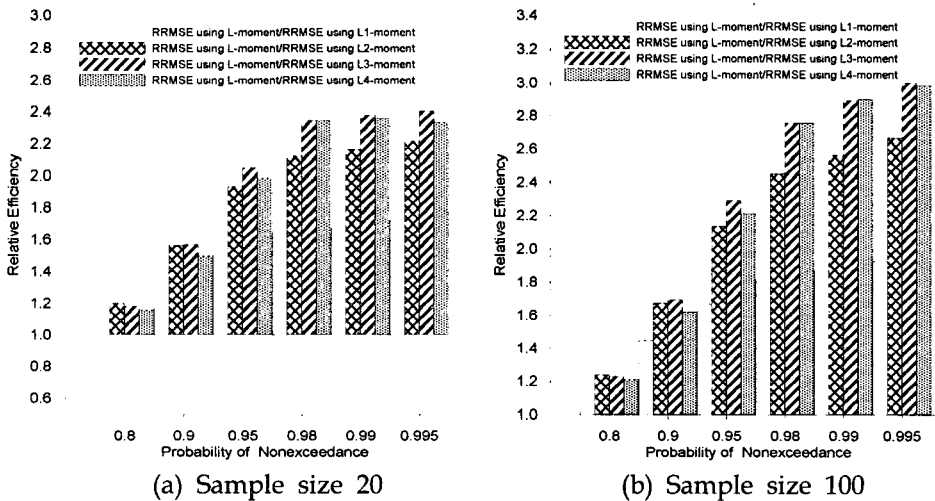 3.0
RRMSE using L-moment/RRMSE using L1-moment
2.8
RRMSE using L-moment/RRMSE using L2-moment
RRMSE using L-moment/RRMSE using L3-moment
2.6
RRMSE using L-moment/RRMSE using L4-moment
2.4
2.2
2.0
1.8
1.6
1.4
1.2
1.0
0.8
0.6
Relative Efficiency
0.8 0.9 0.95 0.98 0.99 0.995
Probability of Nonexceedance
(a) Sample size 20
3.4
RRMSE using L-moment/RRMSE using L1-moment
3.2
RRMSE using L-moment/RRMSE using L2-moment
RRMSE using L-moment/RRMSE using L3-moment
3.0
RRMSE using L-moment/RRMSE using L4-moment
2.8
2.6
2.4
2.2
2.0
1.8
1.6
1.4
1.2
1.0
Relative Efficiency
0.8 0.9 0.95 0.98 0.99 0.995
Probability of Nonexceedance
(b) Sample size 100